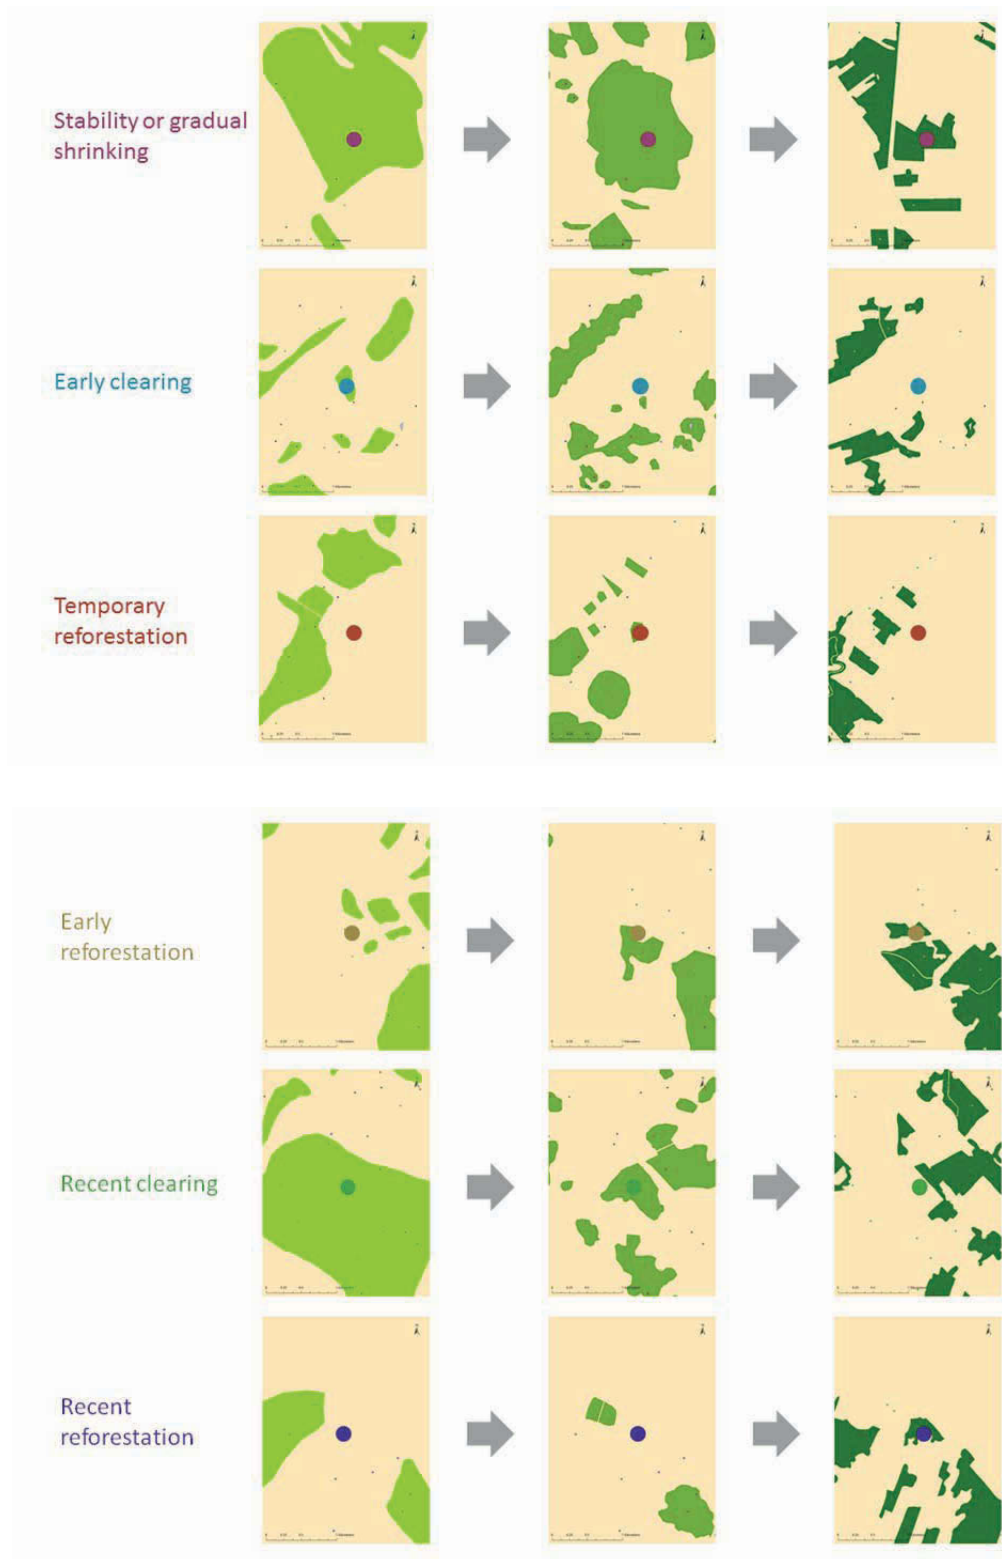 Stability or gradual
shrinking
Early clearing
Temporary
reforestation
Early
reforestation
Recent clearing
Recent
reforestation